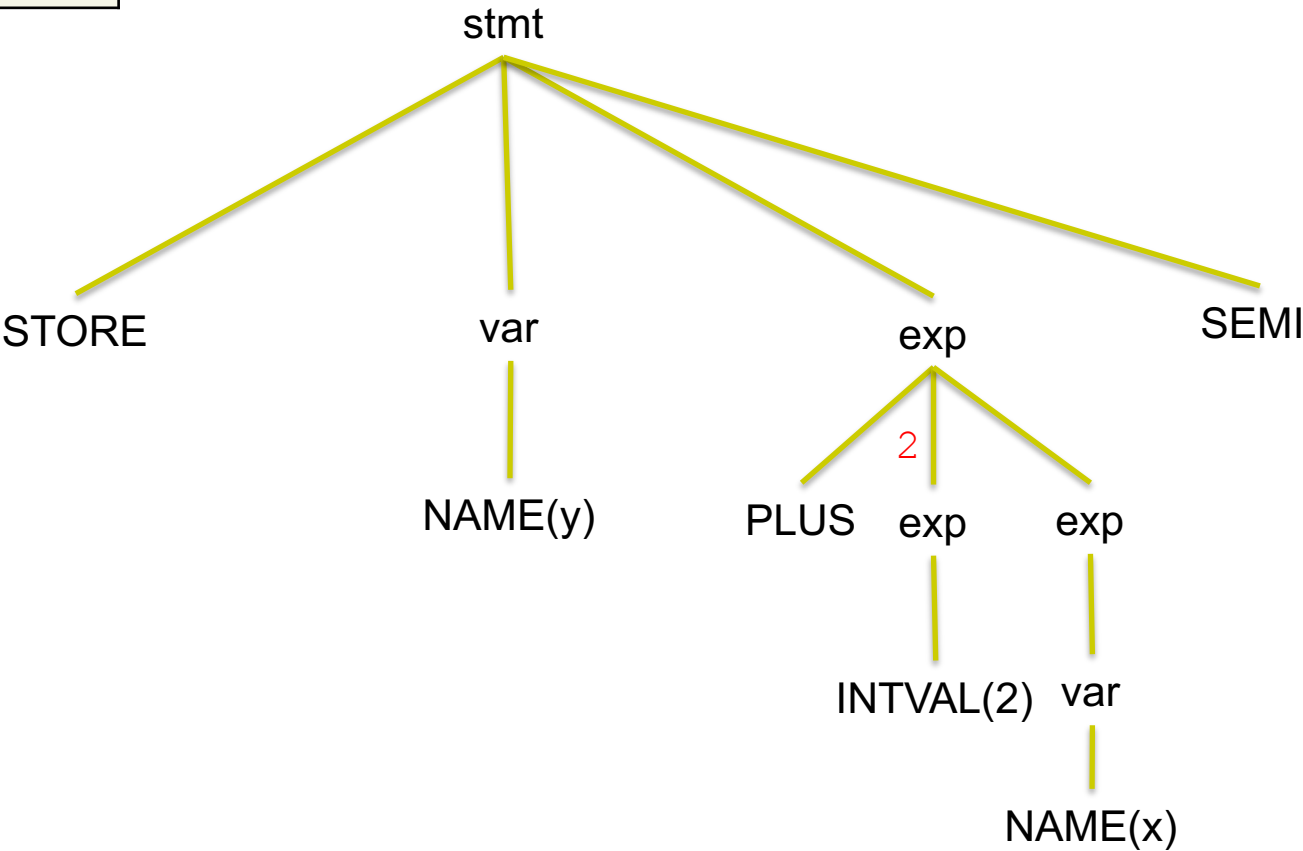 stmt
STORE var exp SEMI
2
NAME(y) PLUS exp exp
INTVAL(2) var
NAME(x)